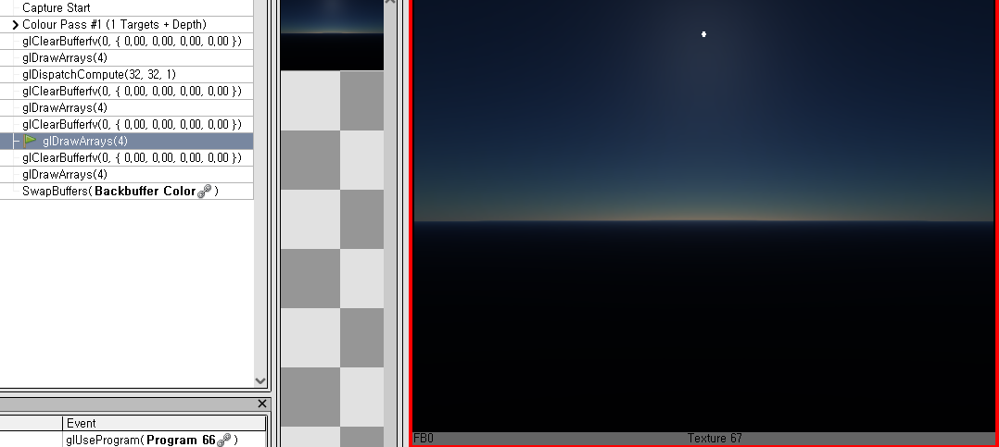 Capture Start
Colour Pass #1 (1 Targets + Depth)
glClearBufferfv(0, { 0,00, 0,00, 0,00, 0,00 })
glDrawArrays(4)
glDispatchCompute(32, 32, 1)
glClearBufferfv(0, { 0,00, 0,00, 0,00, 0,00 })
glDrawArrays(4)
glClearBufferfv(0, { 0,00, 0,00, 0,00, 0,00 })
glDrawArrays(4)
glClearBufferfv(0, { 0,00, 0,00, 0,00, 0,00 })
glDrawArrays(4)
SwapBuffers( Backbuffer Color )
Event
glUseProgram( Program 66 )
FB0 Texture 67